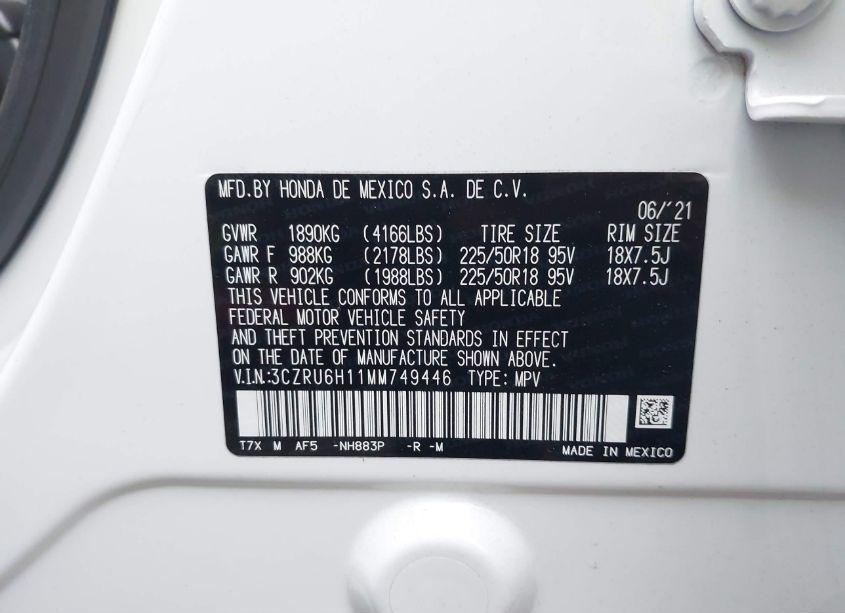 MFD.BY HONDA DE MEXICO S.A. DE C.V.
06/'21
GVWR 1890KG (4166LBS) TIRE SIZE RIM SIZE
GAWR F 988KG (2178LBS) 225/50R18 95V 18X7.5J
GAWR R 902KG (1988LBS) 225/50R18 95V 18X7.5J
THIS VEHICLE CONFORMS TO ALL APPLICABLE
FEDERAL MOTOR VEHICLE SAFETY
AND THEFT PREVENTION STANDARDS IN EFFECT
ON THE DATE OF MANUFACTURE SHOWN ABOVE.
V.I.N.:3CZRU6H11MM749446 TYPE: MPV
T7X M AF5 -NH883P -R -M
MADE IN MEXICO